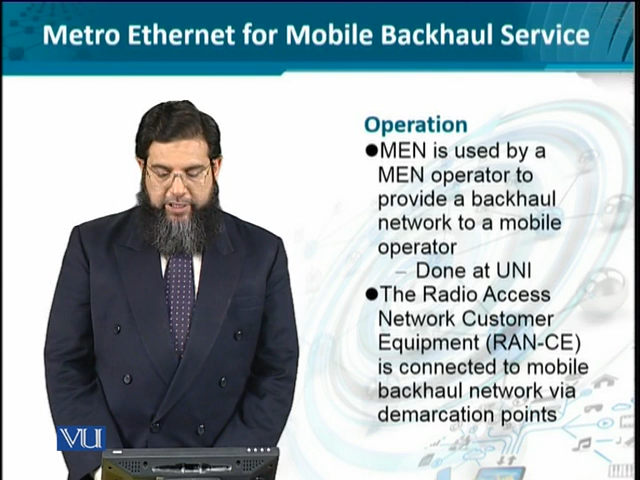 Metro Ethernet for Mobile Backhaul Service
Operation
●MEN is used by a
MEN operator to
provide a backhaul
network to a mobile
operator
– Done at UNI
●The Radio Access
Network Customer
Equipment (RAN-CE)
is connected to mobile
backhaul network via
demarcation points
VU